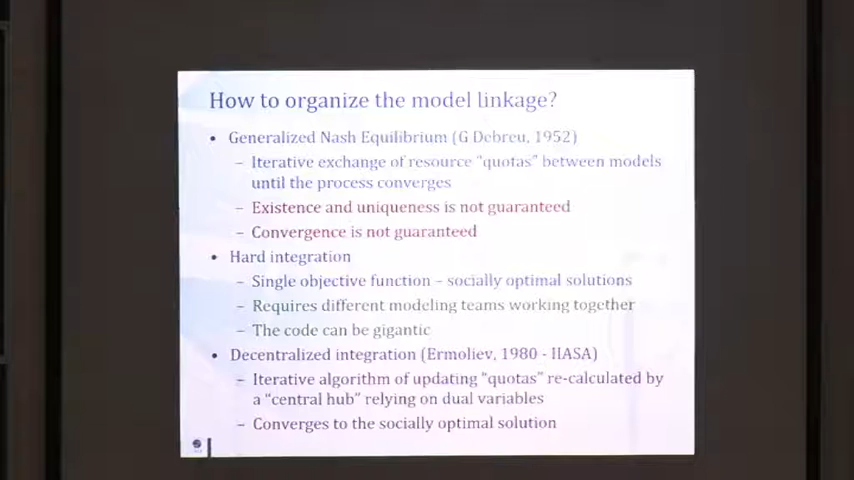 How to organize the model linkage?
• Generalized Nash Equilibrium (G Debreu, 1952)
– Iterative exchange of resource "quotas" between models
until the process converges
– Existence and uniqueness is not guaranteed
– Convergence is not guaranteed
• Hard integration
– Single objective function – socially optimal solutions
– Requires different modeling teams working together
– The code can be gigantic
• Decentralized integration (Ermoliev, 1980 - IIASA)
– Iterative algorithm of updating "quotas" re-calculated by
a "central hub" relying on dual variables
– Converges to the socially optimal solution